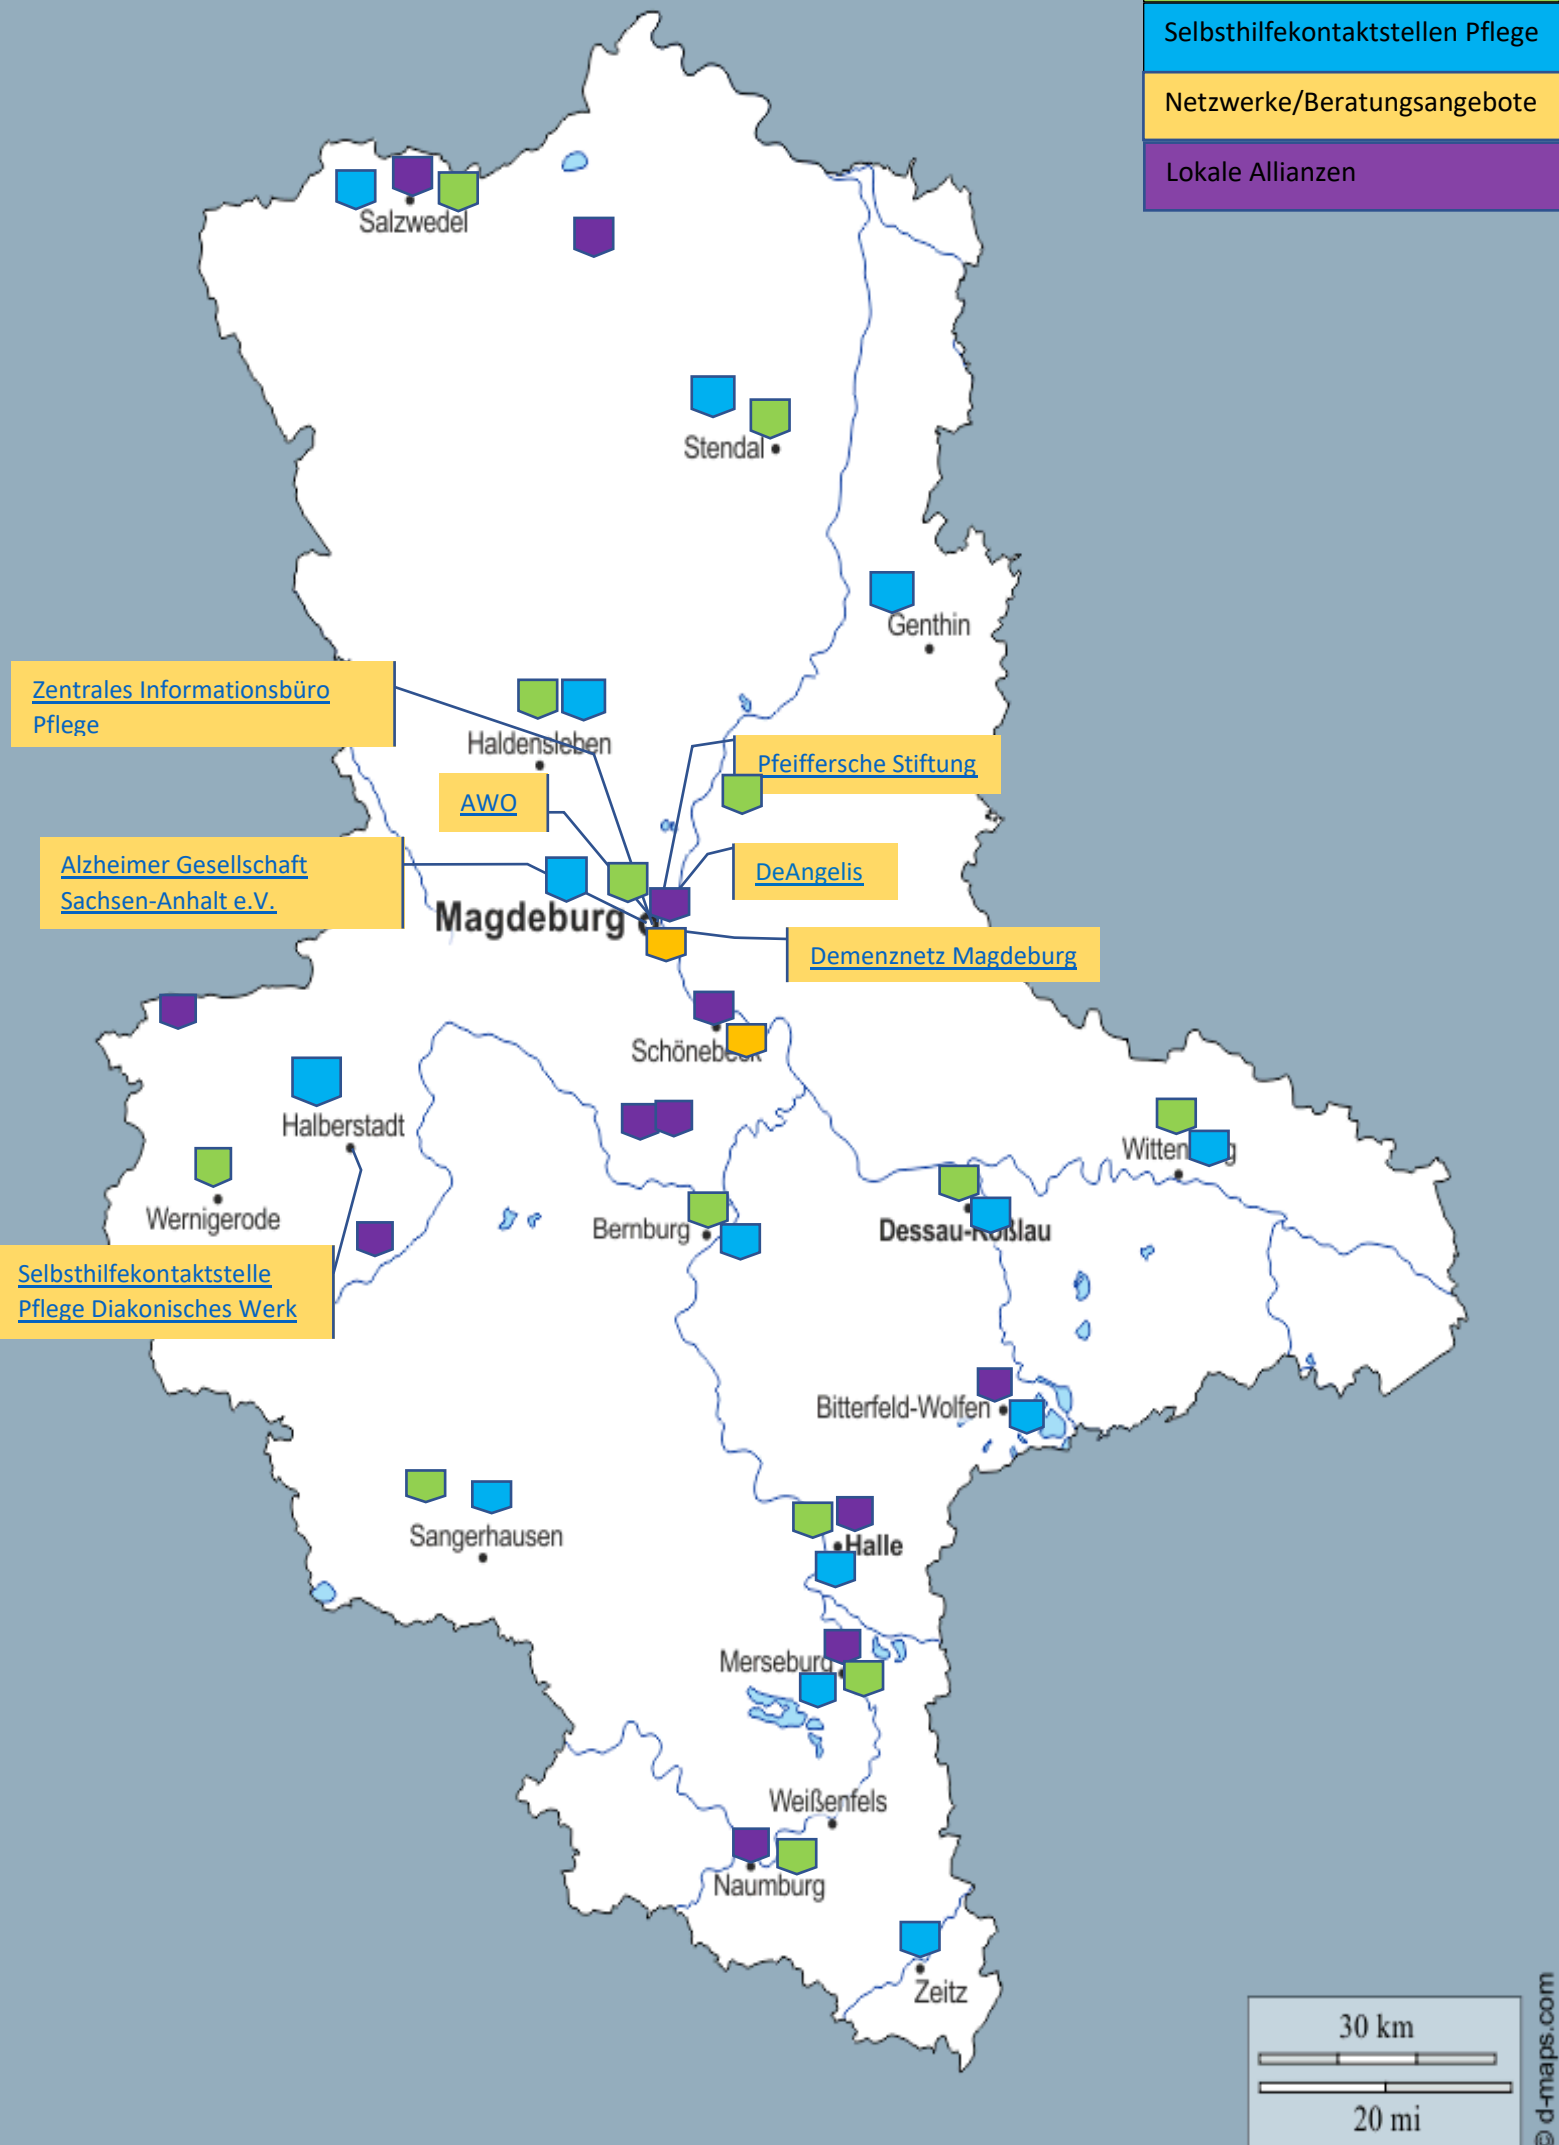 Selbsthilfekontaktstellen Pflege
Netzwerke/Beratungsangebote
Lokale Allianzen
Salzwedel
Stendal
Genthin
Zentrales Informationsbüro
Pflege
Haldensleben
Pfeiffersche Stiftung
AWO
Alzheimer Gesellschaft
Sachsen-Anhalt e.V.
DeAngelis
Magdeburg
Demenznetz Magdeburg
Schönebeck
Halberstadt
Wernigerode
Bernburg
Dessau-Roßlau
Selbsthilfekontaktstelle
Pflege Diakonisches Werk
Bitterfeld-Wolfen
Sangerhausen
Halle
Merseburg
Weißenfels
Naumburg
Zeitz
30 km
20 mi
© d-maps.com